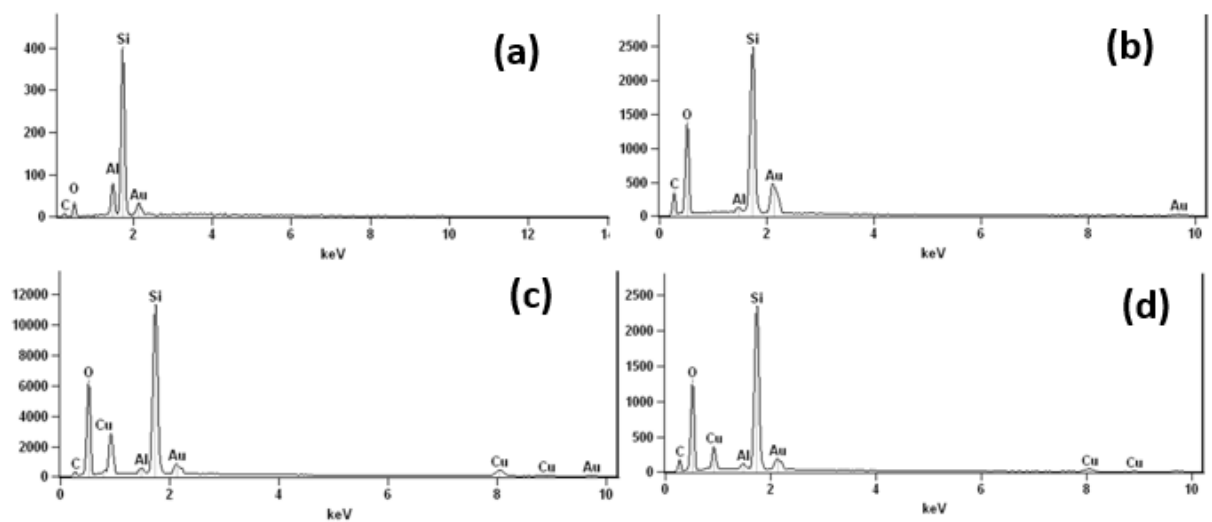 (a)
400
300
200
100
0
Si
Al
O
C
Au
2 4 6 8 10 12 1
keV
(b)
2500
2000
1500
1000
500
0
Si
O
C
Al
Au
Au
0 2 4 6 8 10
keV
(c)
12000
10000
8000
6000
4000
2000
0
Si
O
Cu
C
Al
Au
Cu
Cu
Au
0 2 4 6 8 10
keV
(d)
2500
2000
1500
1000
500
0
Si
O
Cu
C
Al
Au
Cu
Cu
0 2 4 6 8 10
keV